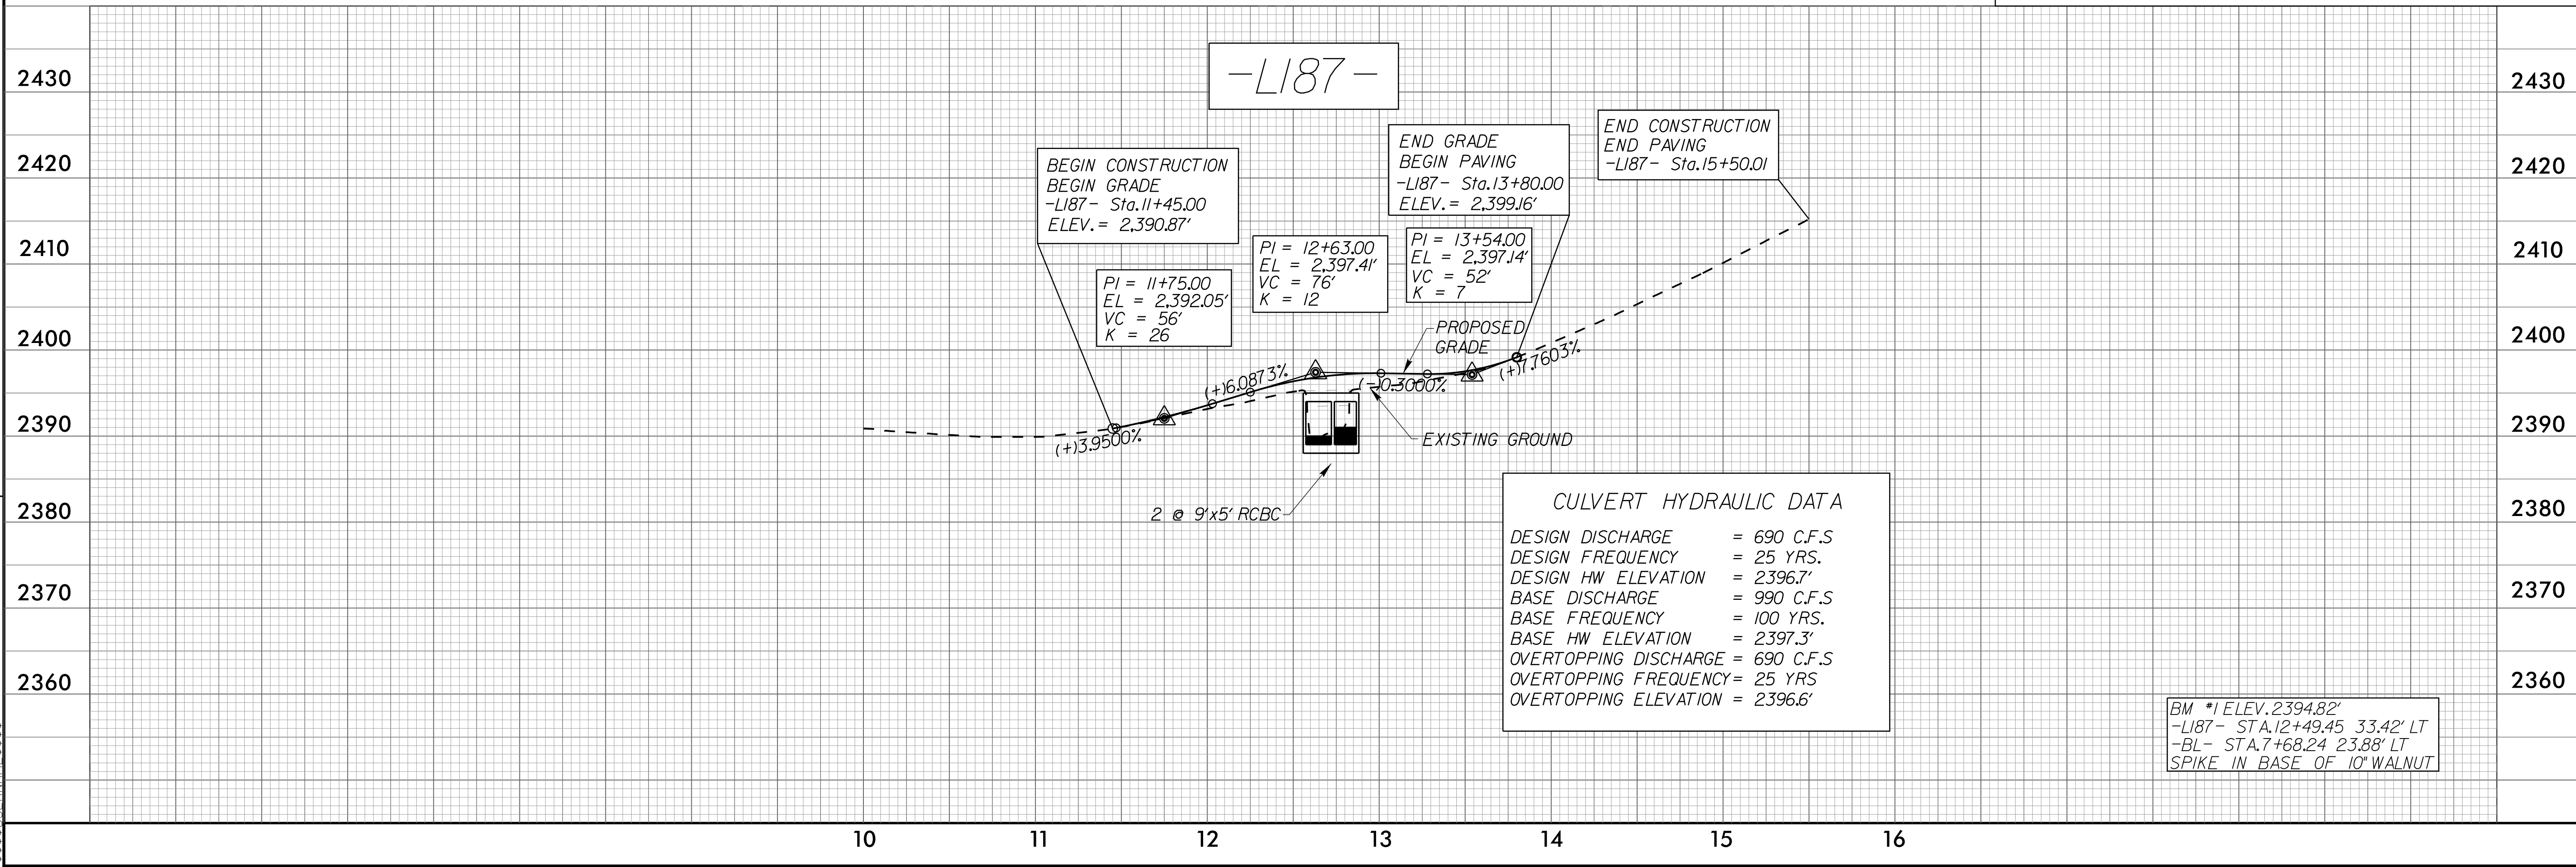 -L187-
2430
2420
2410
2400
2390
2380
2370
2360
2430
2420
2410
2400
2390
2380
2370
2360
BEGIN CONSTRUCTION
BEGIN GRADE
-L187- Sta.11+45.00
ELEV.= 2,390.87'
PI = 11+75.00
EL = 2,392.05'
VC = 56'
K = 26
PI = 12+63.00
EL = 2,397.41'
VC = 76'
K = 12
END GRADE
BEGIN PAVING
-L187- Sta.13+80.00
ELEV.= 2,399.16'
PI = 13+54.00
EL = 2,397.14'
VC = 52'
K = 7
END CONSTRUCTION
END PAVING
-L187- Sta.15+50.01
PROPOSED
GRADE
(+)3.9500%
(+)6.0873%
(-)0.3000%
(+)7.7603%
EXISTING GROUND
2 @ 9'x5' RCBC
CULVERT HYDRAULIC DATA
DESIGN DISCHARGE = 690 C.F.S
DESIGN FREQUENCY = 25 YRS.
DESIGN HW ELEVATION = 2396.7'
BASE DISCHARGE = 990 C.F.S
BASE FREQUENCY = 100 YRS.
BASE HW ELEVATION = 2397.3'
OVERTOPPING DISCHARGE = 690 C.F.S
OVERTOPPING FREQUENCY= 25 YRS
OVERTOPPING ELEVATION = 2396.6'
BM #1 ELEV.2394.82'
-L187- STA.12+49.45 33.42' LT
-BL- STA.7+68.24 23.88' LT
SPIKE IN BASE OF 10" WALNUT
10 11 12 13 14 15 16